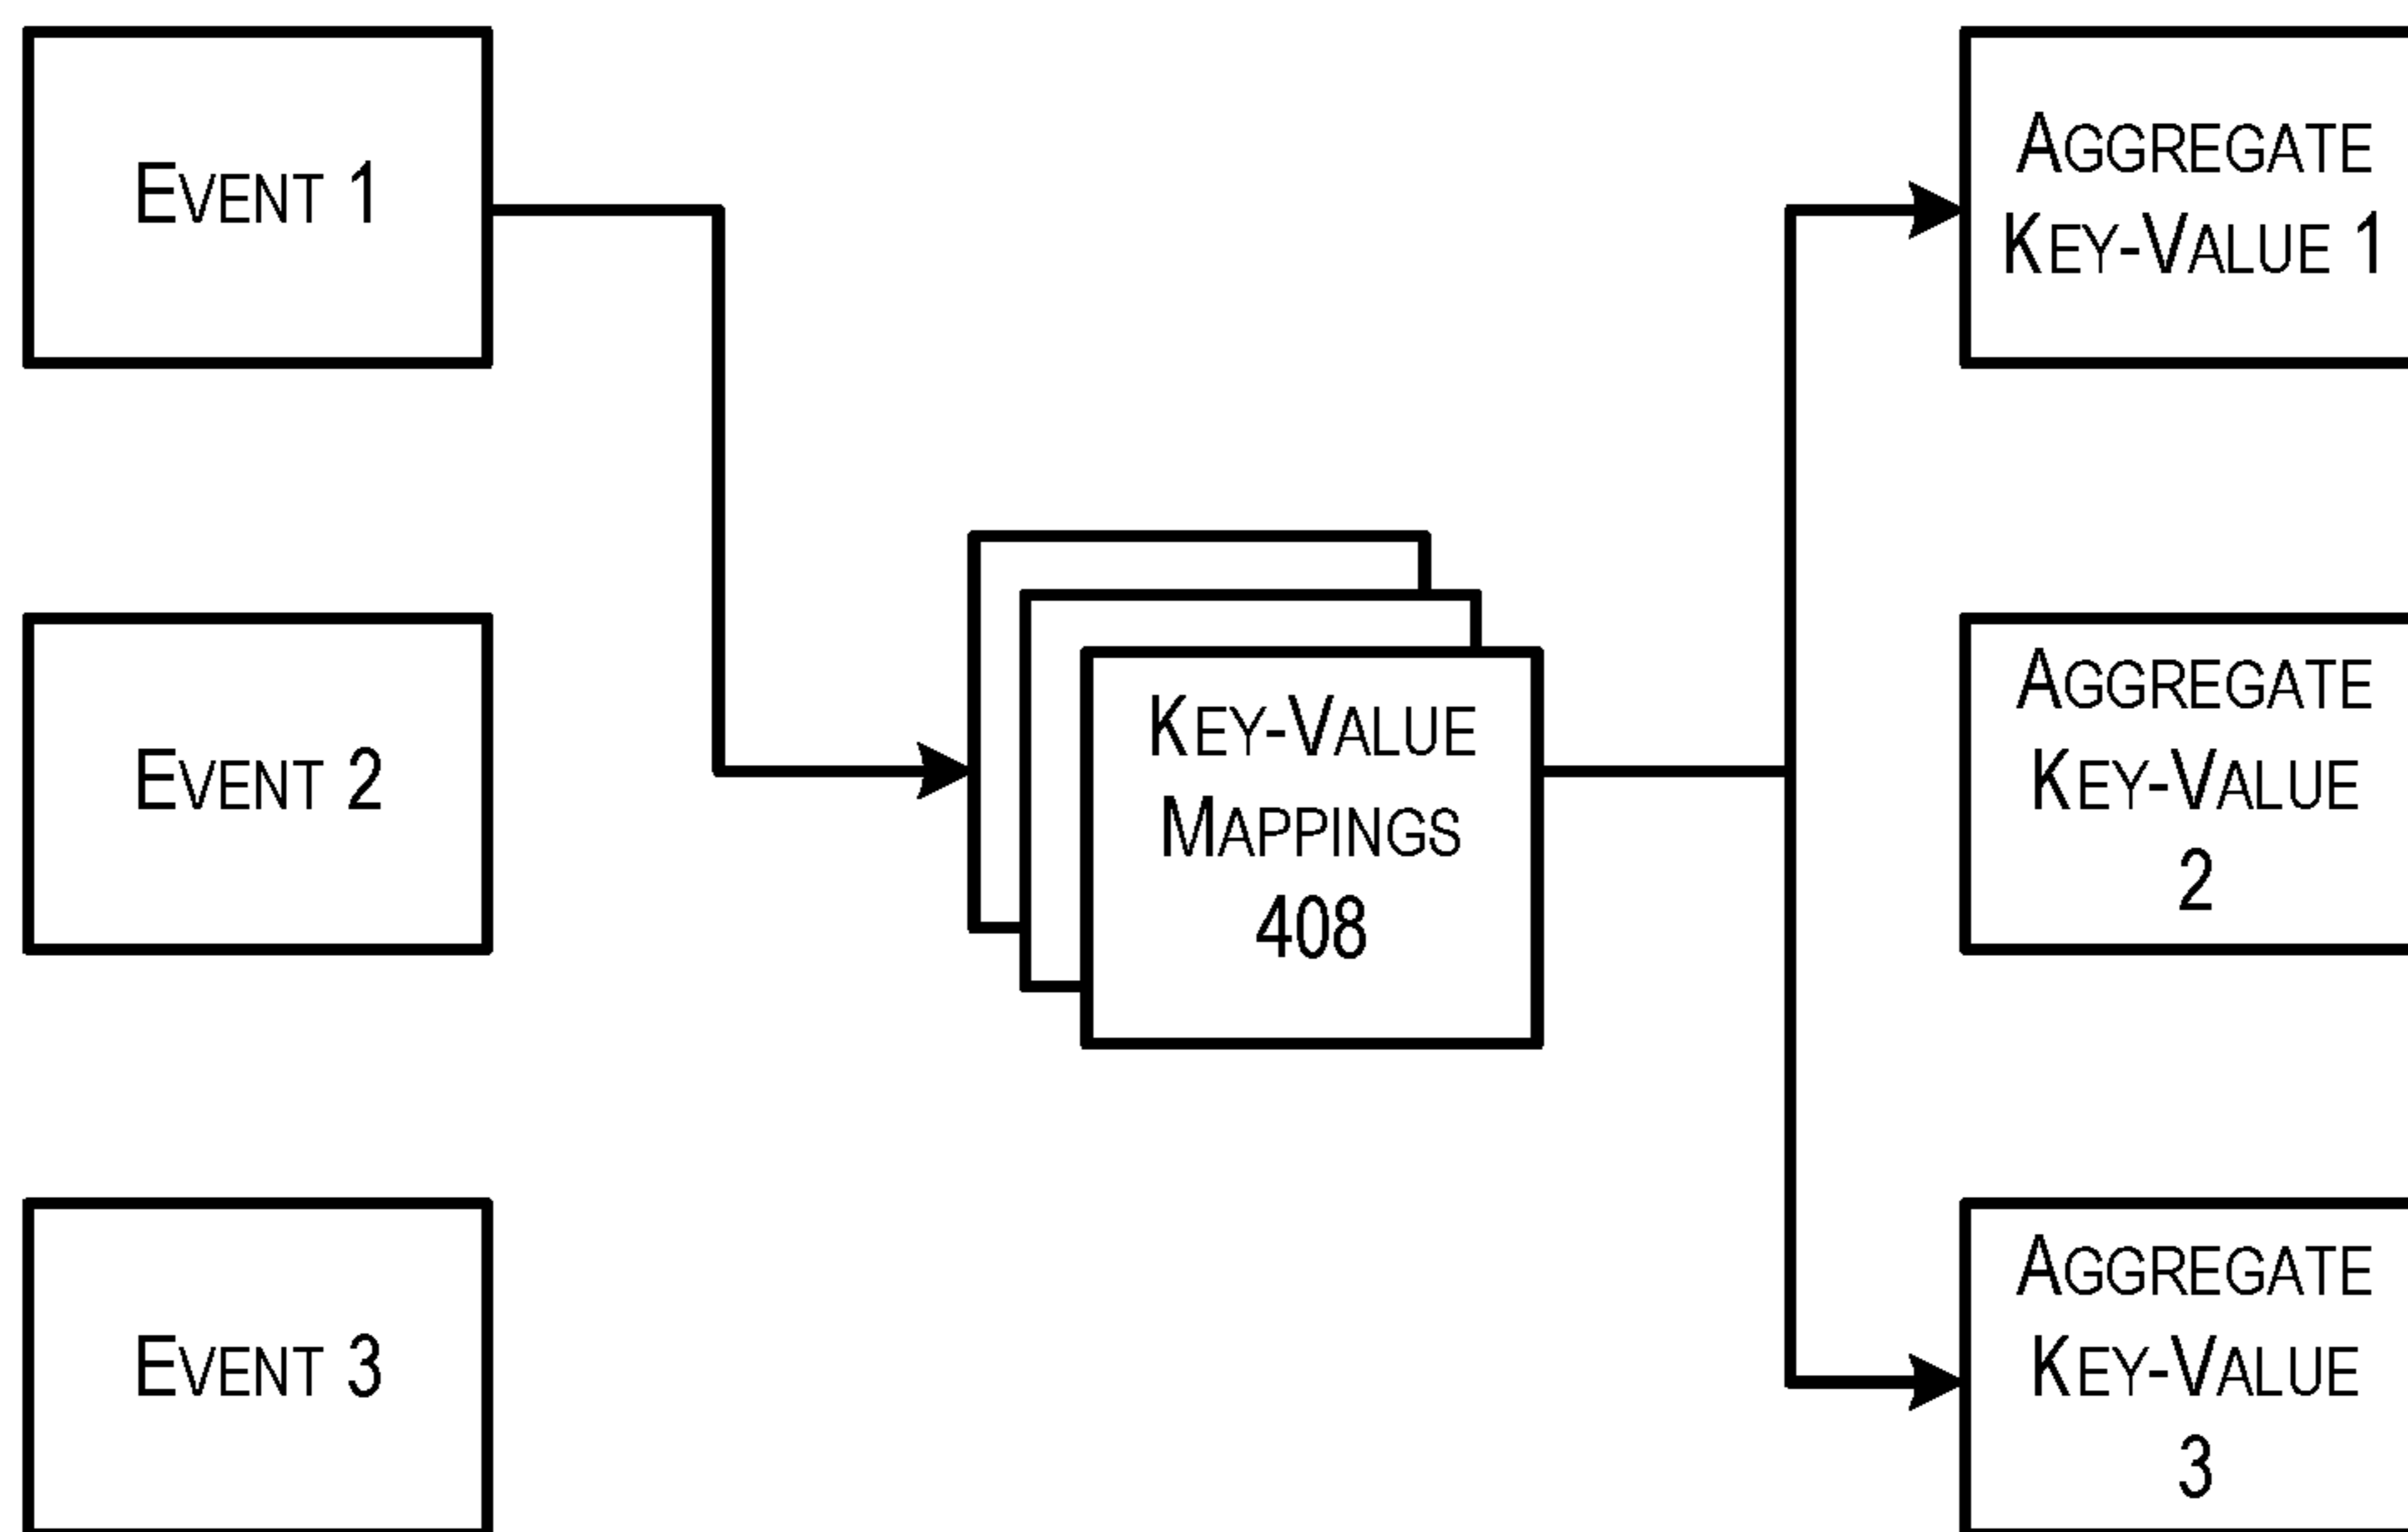 EVENT 1
AGGREGATE
KEY-VALUE 1
EVENT 2
KEY-VALUE
MAPPINGS
408
AGGREGATE
KEY-VALUE
2
EVENT 3
AGGREGATE
KEY-VALUE
3